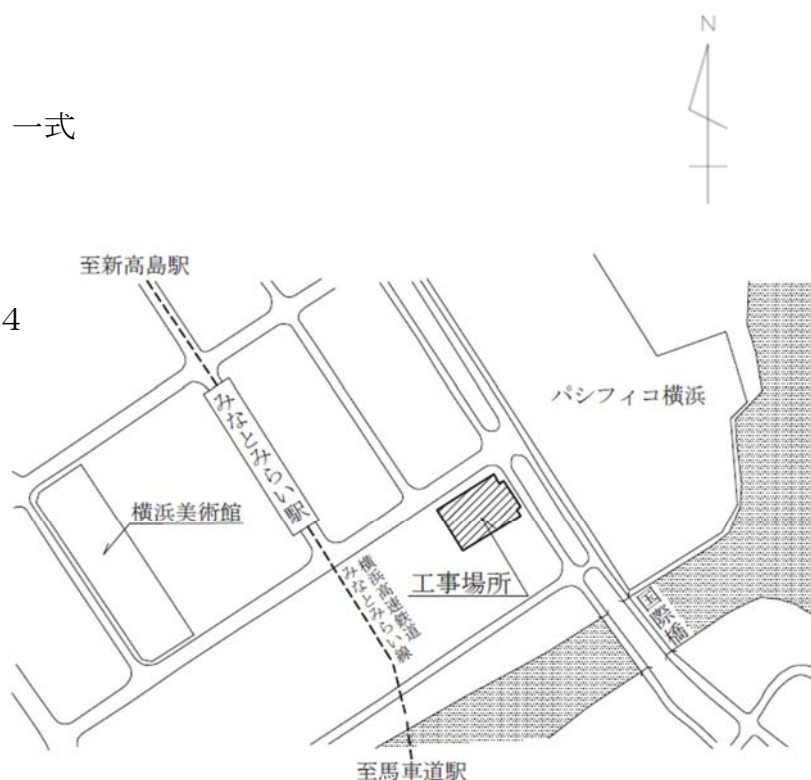 N
一式
至新高島駅
4
パシフィコ横浜
みなとみらい駅
横浜美術館
横浜高速鉄道
みなとみらい線
工事場所
国際橋
至馬車道駅